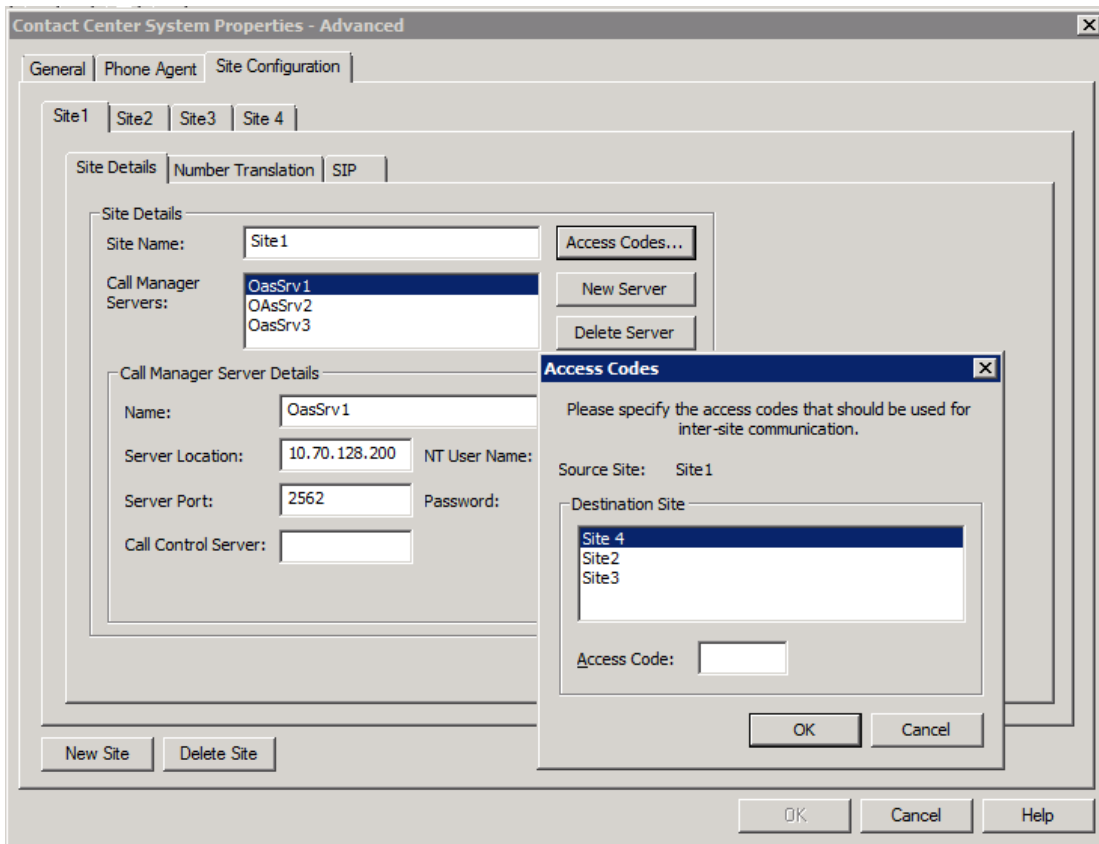 Contact Center System Properties - Advanced
General Phone Agent Site Configuration
Site1 Site2 Site3 Site 4
Site Details Number Translation SIP
Site Details
Site Name: Site1 Access Codes...
Call Manager Servers:
OasSrv1
OAsSrv2
OasSrv3
New Server
Delete Server
Call Manager Server Details
Name: OasSrv1
Server Location: 10.70.128.200 NT User Name:
Server Port: 2562 Password:
Call Control Server:
Access Codes
Please specify the access codes that should be used for
inter-site communication.
Source Site: Site1
Destination Site
Site 4
Site2
Site3
Access Code:
OK Cancel
New Site Delete Site
OK Cancel Help